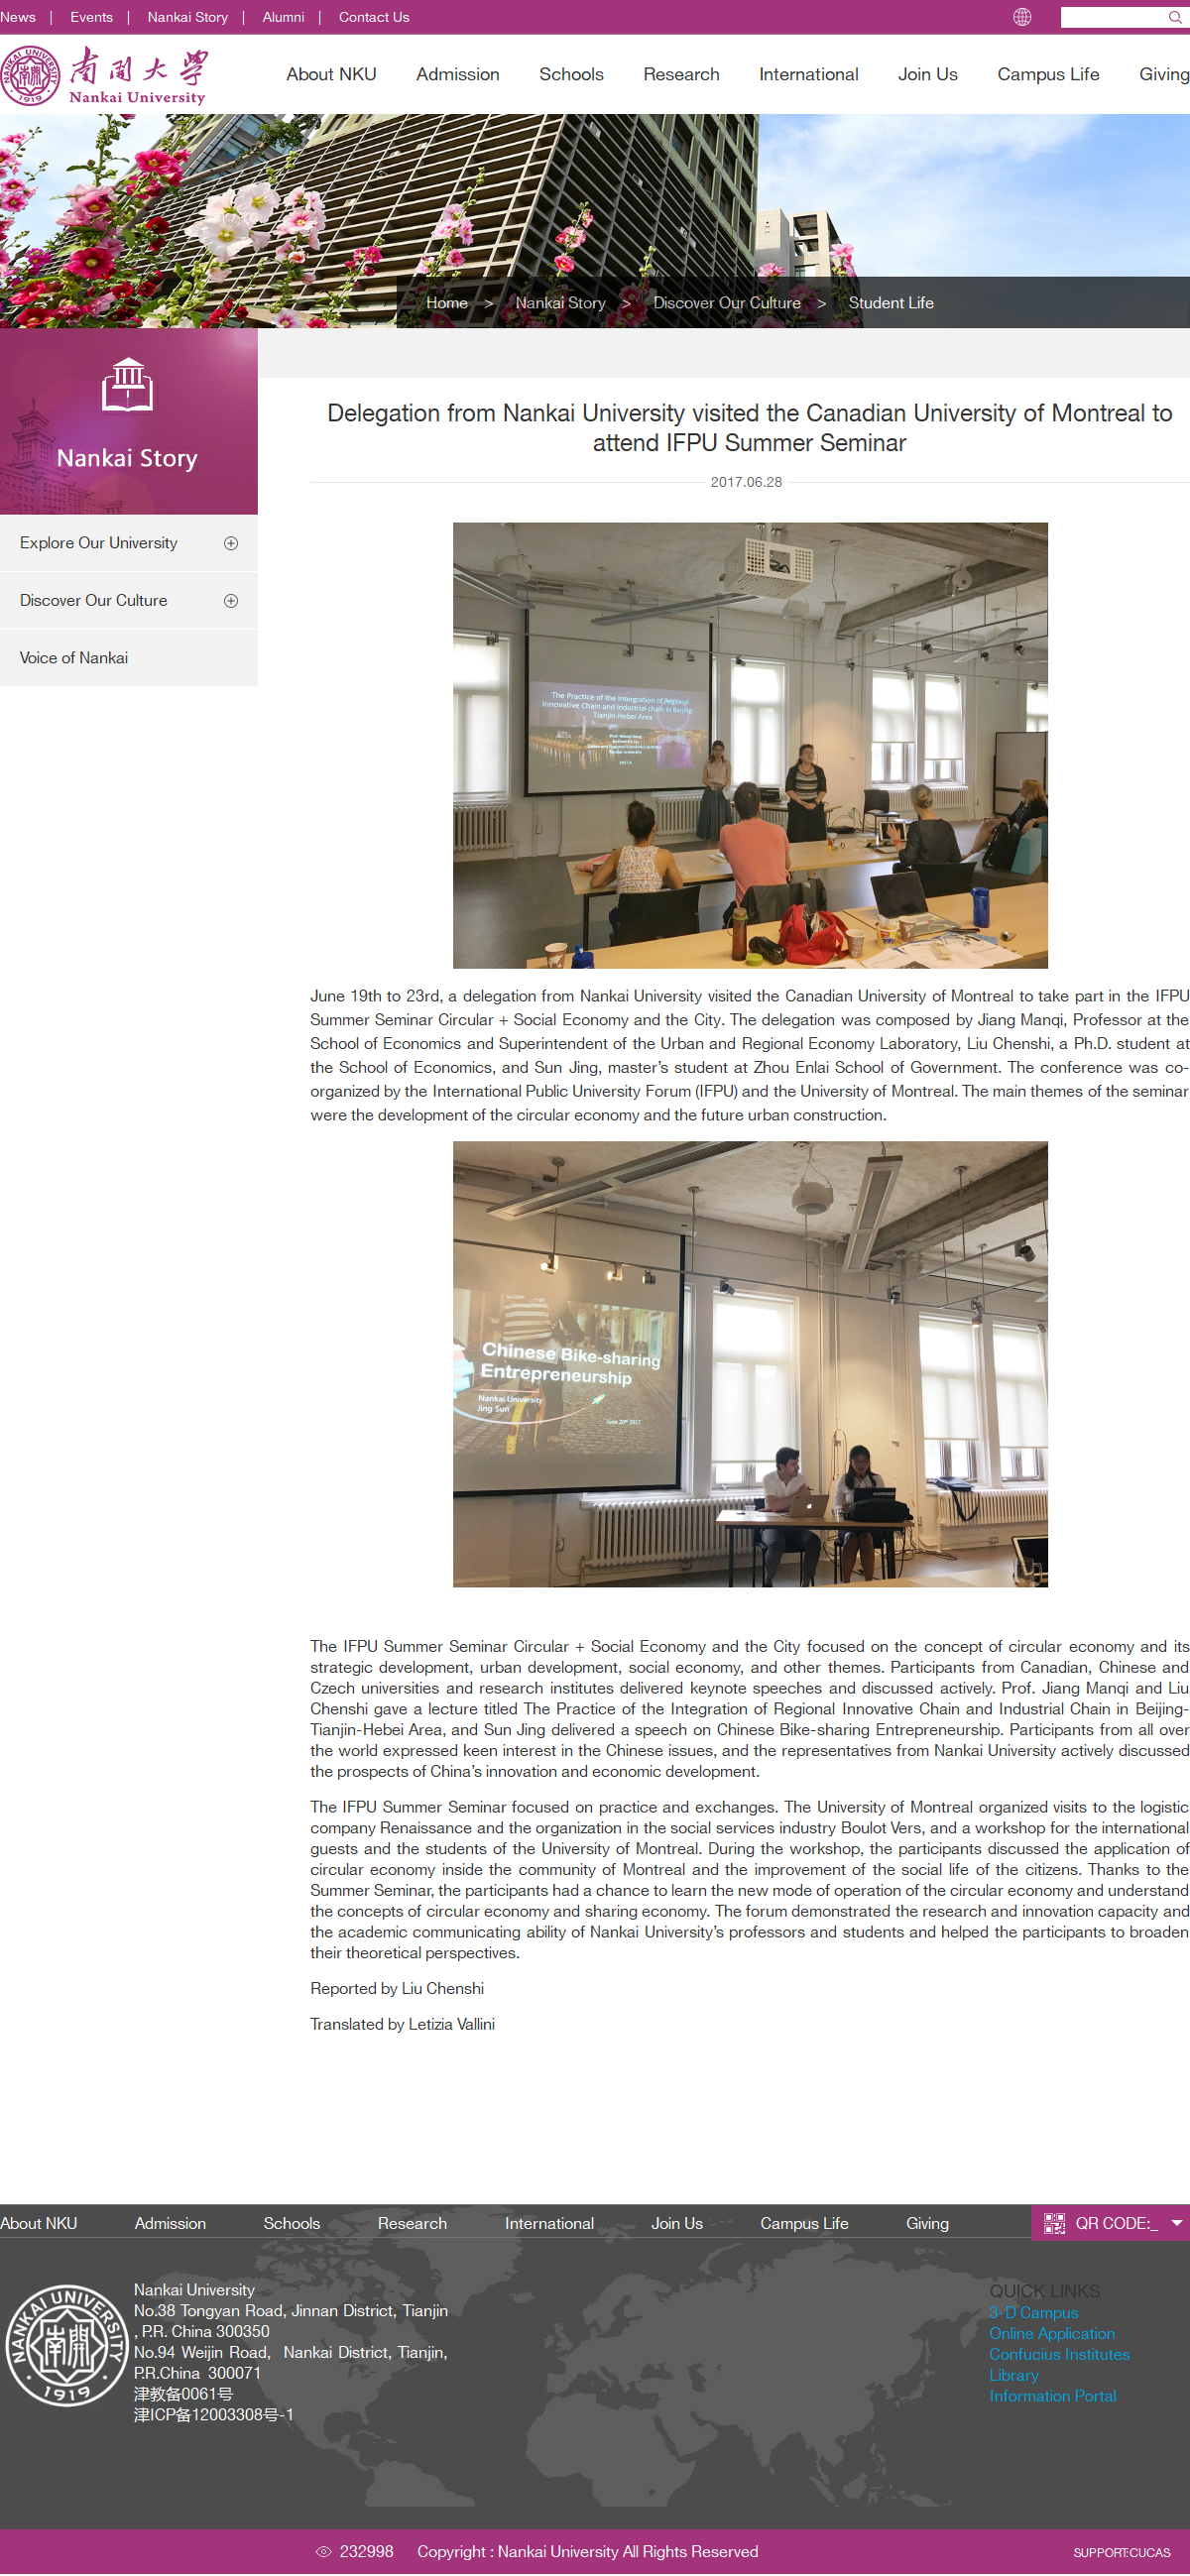 News | Events | Nankai Story | Alumni | Contact Us
NANKAI UNIVERSITY
1919
南開大學
Nankai University
About NKU Admission Schools Research International Join Us Campus Life Giving
Home > Nankai Story > Discover Our Culture > Student Life
Nankai Story
Explore Our University
Discover Our Culture
Voice of Nankai
Delegation from Nankai University visited the Canadian University of Montreal to
attend IFPU Summer Seminar
2017.06.28
The Practice of the Intergration of Regional
Innovative Chain and Industrial chain in Beijing
Tianjin-Hebei Area
June 19th to 23rd, a delegation from Nankai University visited the Canadian University of Montreal to take part in the IFPU
Summer Seminar Circular + Social Economy and the City. The delegation was composed by Jiang Manqi, Professor at the
School of Economics and Superintendent of the Urban and Regional Economy Laboratory, Liu Chenshi, a Ph.D. student at
the School of Economics, and Sun Jing, master’s student at Zhou Enlai School of Government. The conference was co-
organized by the International Public University Forum (IFPU) and the University of Montreal. The main themes of the seminar
were the development of the circular economy and the future urban construction.
Chinese Bike-sharing
Entrepreneurship
Nankai University
Jing Sun
June 20th 2017
The IFPU Summer Seminar Circular + Social Economy and the City focused on the concept of circular economy and its
strategic development, urban development, social economy, and other themes. Participants from Canadian, Chinese and
Czech universities and research institutes delivered keynote speeches and discussed actively. Prof. Jiang Manqi and Liu
Chenshi gave a lecture titled The Practice of the Integration of Regional Innovative Chain and Industrial Chain in Beijing-
Tianjin-Hebei Area, and Sun Jing delivered a speech on Chinese Bike-sharing Entrepreneurship. Participants from all over
the world expressed keen interest in the Chinese issues, and the representatives from Nankai University actively discussed
the prospects of China’s innovation and economic development.
The IFPU Summer Seminar focused on practice and exchanges. The University of Montreal organized visits to the logistic
company Renaissance and the organization in the social services industry Boulot Vers, and a workshop for the international
guests and the students of the University of Montreal. During the workshop, the participants discussed the application of
circular economy inside the community of Montreal and the improvement of the social life of the citizens. Thanks to the
Summer Seminar, the participants had a chance to learn the new mode of operation of the circular economy and understand
the concepts of circular economy and sharing economy. The forum demonstrated the research and innovation capacity and
the academic communicating ability of Nankai University’s professors and students and helped the participants to broaden
their theoretical perspectives.
Reported by Liu Chenshi
Translated by Letizia Vallini
About NKU Admission Schools Research International Join Us Campus Life Giving QR CODE:_
NANKAI UNIVERSITY
1919
Nankai University
No.38 Tongyan Road, Jinnan District, Tianjin
, P.R. China 300350
No.94 Weijin Road, Nankai District, Tianjin,
P.R.China 300071
津教备0061号
津ICP备12003308号-1
QUICK LINKS
3-D Campus
Online Application
Confucius Institutes
Library
Information Portal
232998 Copyright : Nankai University All Rights Reserved SUPPORT:CUCAS